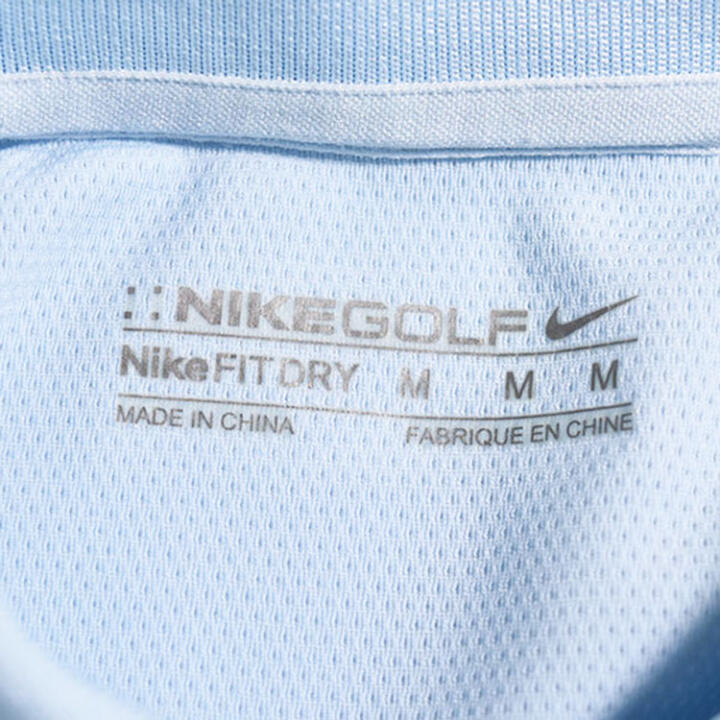 NIKEGOLF
NikeFIT DRY M M M
MADE IN CHINA FABRIQUE EN CHINE